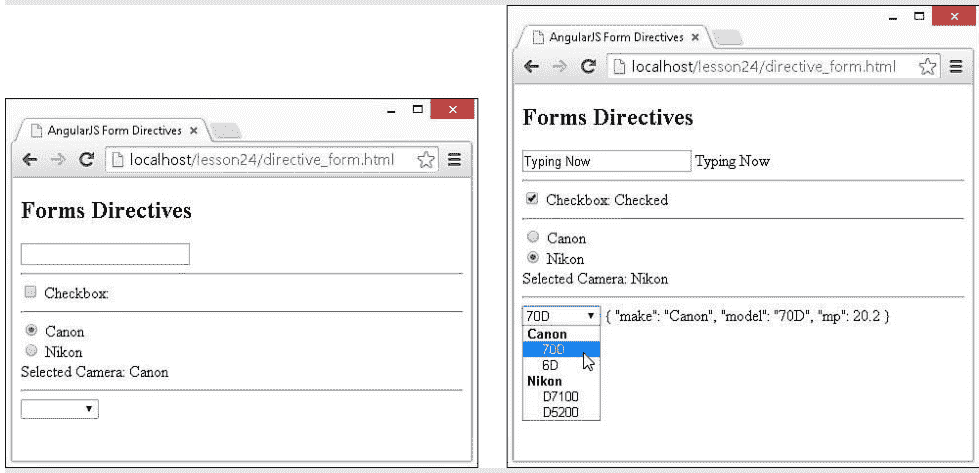 AngularJS Form Directives
localhost/lesson24/directive_form.html
Forms Directives
Checkbox:
Canon
Nikon
Selected Camera: Canon
AngularJS Form Directives
localhost/lesson24/directive_form.html
Forms Directives
Typing Now Typing Now
Checkbox: Checked
Canon
Nikon
Selected Camera: Nikon
70D { "make": "Canon", "model": "70D", "mp": 20.2 }
Canon
70D
6D
Nikon
D7100
D5200